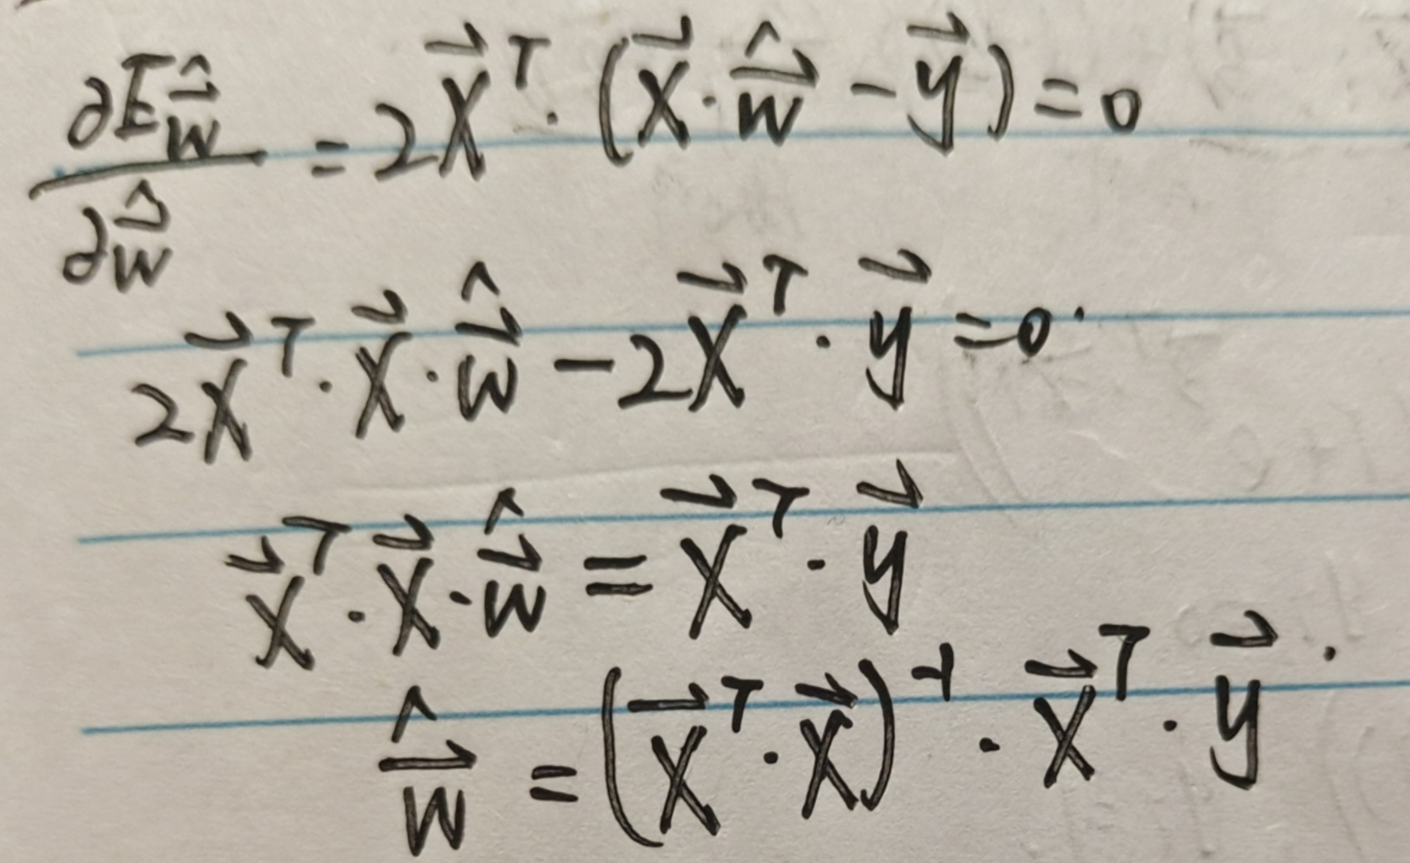 $\frac{\partial E_{\hat{\vec{w}}}}{\partial \hat{\vec{w}}} = 2\vec{X}^T \cdot (\vec{X} \cdot \hat{\vec{w}} - \vec{y}) = 0$
$2\vec{X}^T \cdot \vec{X} \cdot \hat{\vec{w}} - 2\vec{X}^T \cdot \vec{y} = 0.$
$\vec{X}^T \cdot \vec{X} \cdot \hat{\vec{w}} = \vec{X}^T \cdot \vec{y}$
$\hat{\vec{w}} = (\vec{X}^T \cdot \vec{X})^{-1} \cdot \vec{X}^T \cdot \vec{y}.$